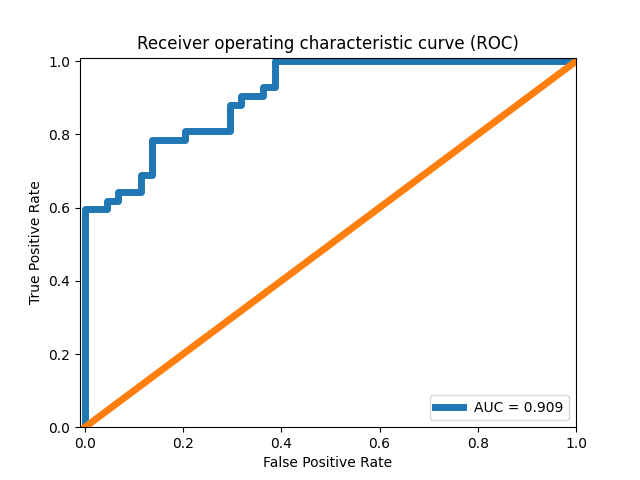 Receiver operating characteristic curve (ROC)
1.0
0.8
0.6
0.4
0.2
0.0
True Positive Rate
AUC = 0.909
0.0 0.2 0.4 0.6 0.8 1.0
False Positive Rate